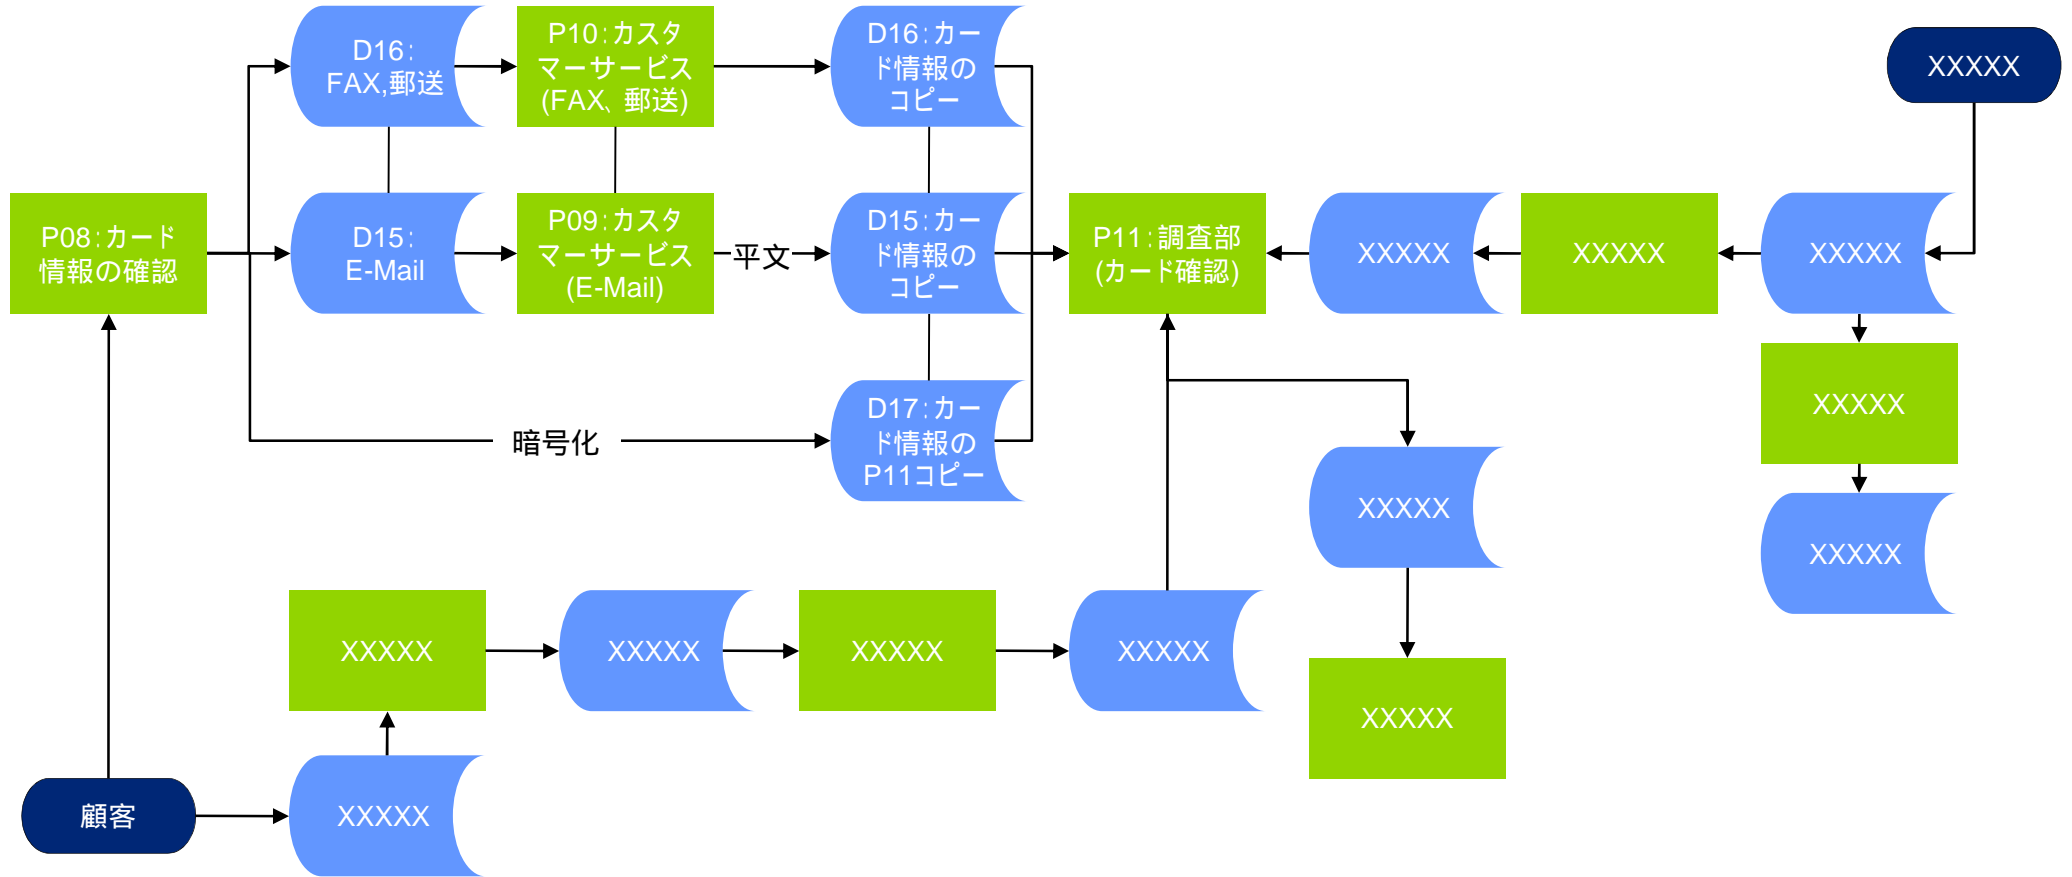 D16：
FAX,郵送
P10：カスタ
マーサービス
(FAX、郵送)
D16：カー
ド情報の
コピー
XXXXX
P08：カード
情報の確認
D15：
E-Mail
P09：カスタ
マーサービス
(E-Mail)
平文
D15：カー
ド情報の
コピー
P11：調査部
(カード確認)
XXXXX
XXXXX
XXXXX
暗号化
D17：カー
ド情報の
P11コピー
XXXXX
XXXXX
XXXXX
XXXXX
XXXXX
XXXXX
XXXXX
XXXXX
顧客
XXXXX